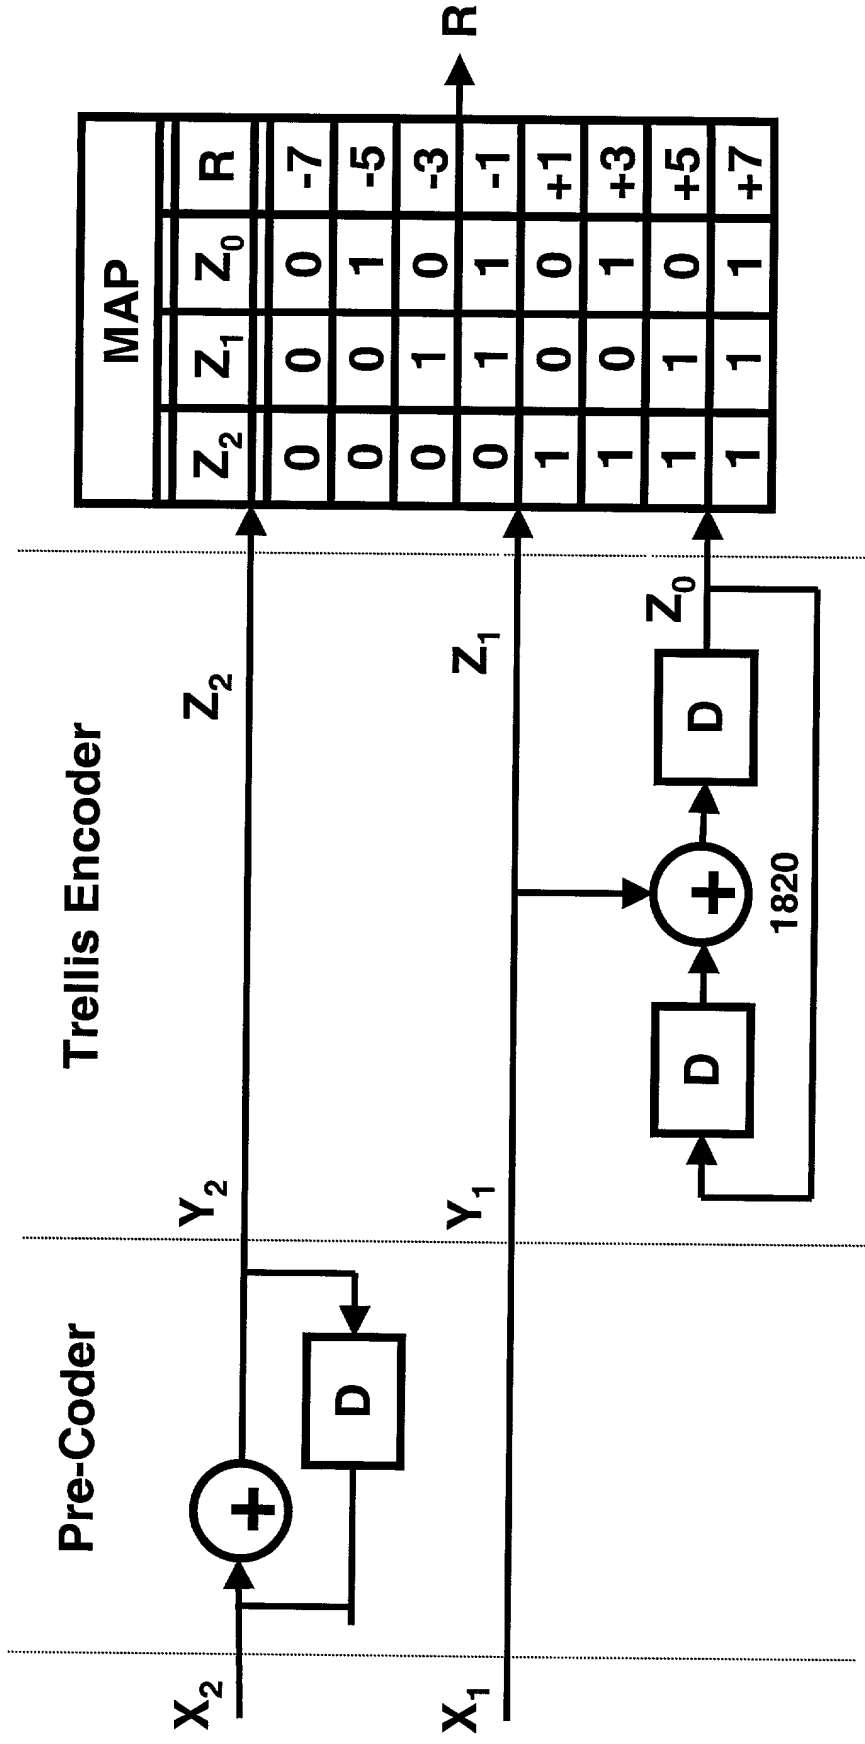 Pre-Coder
Trellis Encoder
X2
+
D
Y2
Z2
X1
Y1
Z1
D
+
1820
D
Z0
MAP
Z2 Z1 Z0 R
0 0 0 -7
0 0 1 -5
0 1 0 -3
0 1 1 -1
1 0 0 +1
1 0 1 +3
1 1 0 +5
1 1 1 +7
R